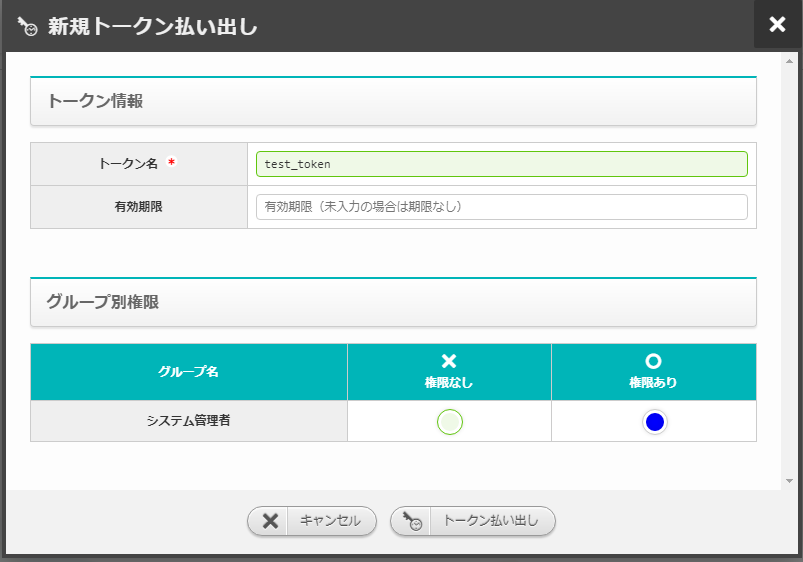 新規トークン払い出し
トークン情報
トークン名 *
test_token
有効期限
有効期限（未入力の場合は期限なし）
グループ別権限
グループ名
権限なし
権限あり
システム管理者
キャンセル
トークン払い出し